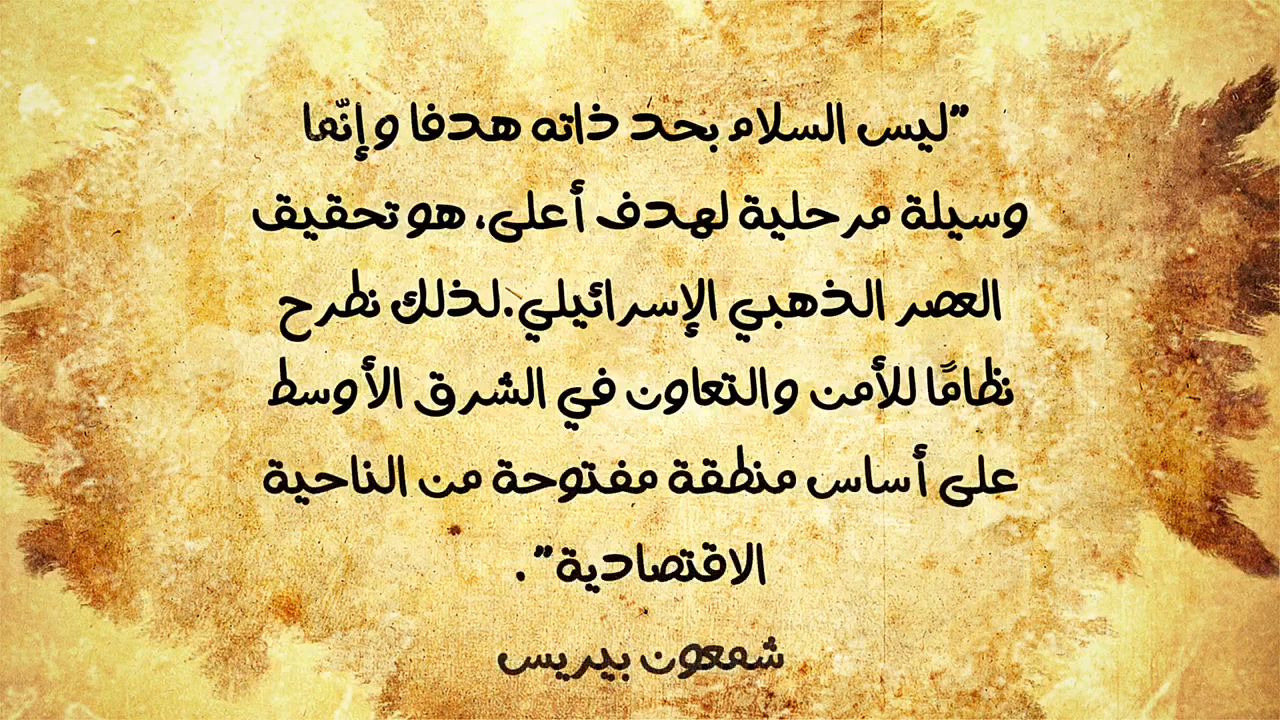 ”ليس السلام بحد ذاته هدفا وإنّما
وسيلة مرحلية لهدف أعلى، هو تحقيق
العصر الذهبي الإسرائيلي.لذلك نطرح
نظامًا للأمن والتعاون في الشرق الأوسط
على أساس منطقة مفتوحة من الناحية
الاقتصادية”.
شمعون بيريس